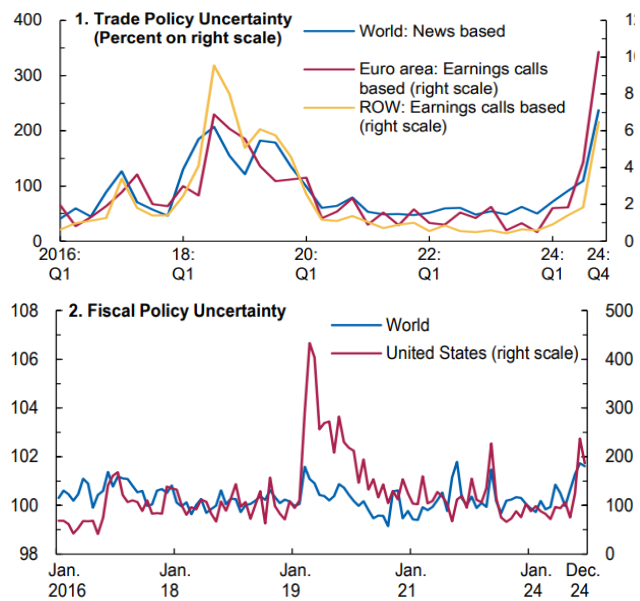 1. Trade Policy Uncertainty
(Percent on right scale)
World: News based
Euro area: Earnings calls
based (right scale)
ROW: Earnings calls based
(right scale)
400
300
200
100
0
12
10
8
6
4
2
0
2016:
Q1
18:
Q1
20:
Q1
22:
Q1
24:
Q1
24:
Q4
2. Fiscal Policy Uncertainty
World
United States (right scale)
108
106
104
102
100
98
500
400
300
200
100
0
Jan.
2016
Jan.
18
Jan.
19
Jan.
21
Jan.
24
Dec.
24